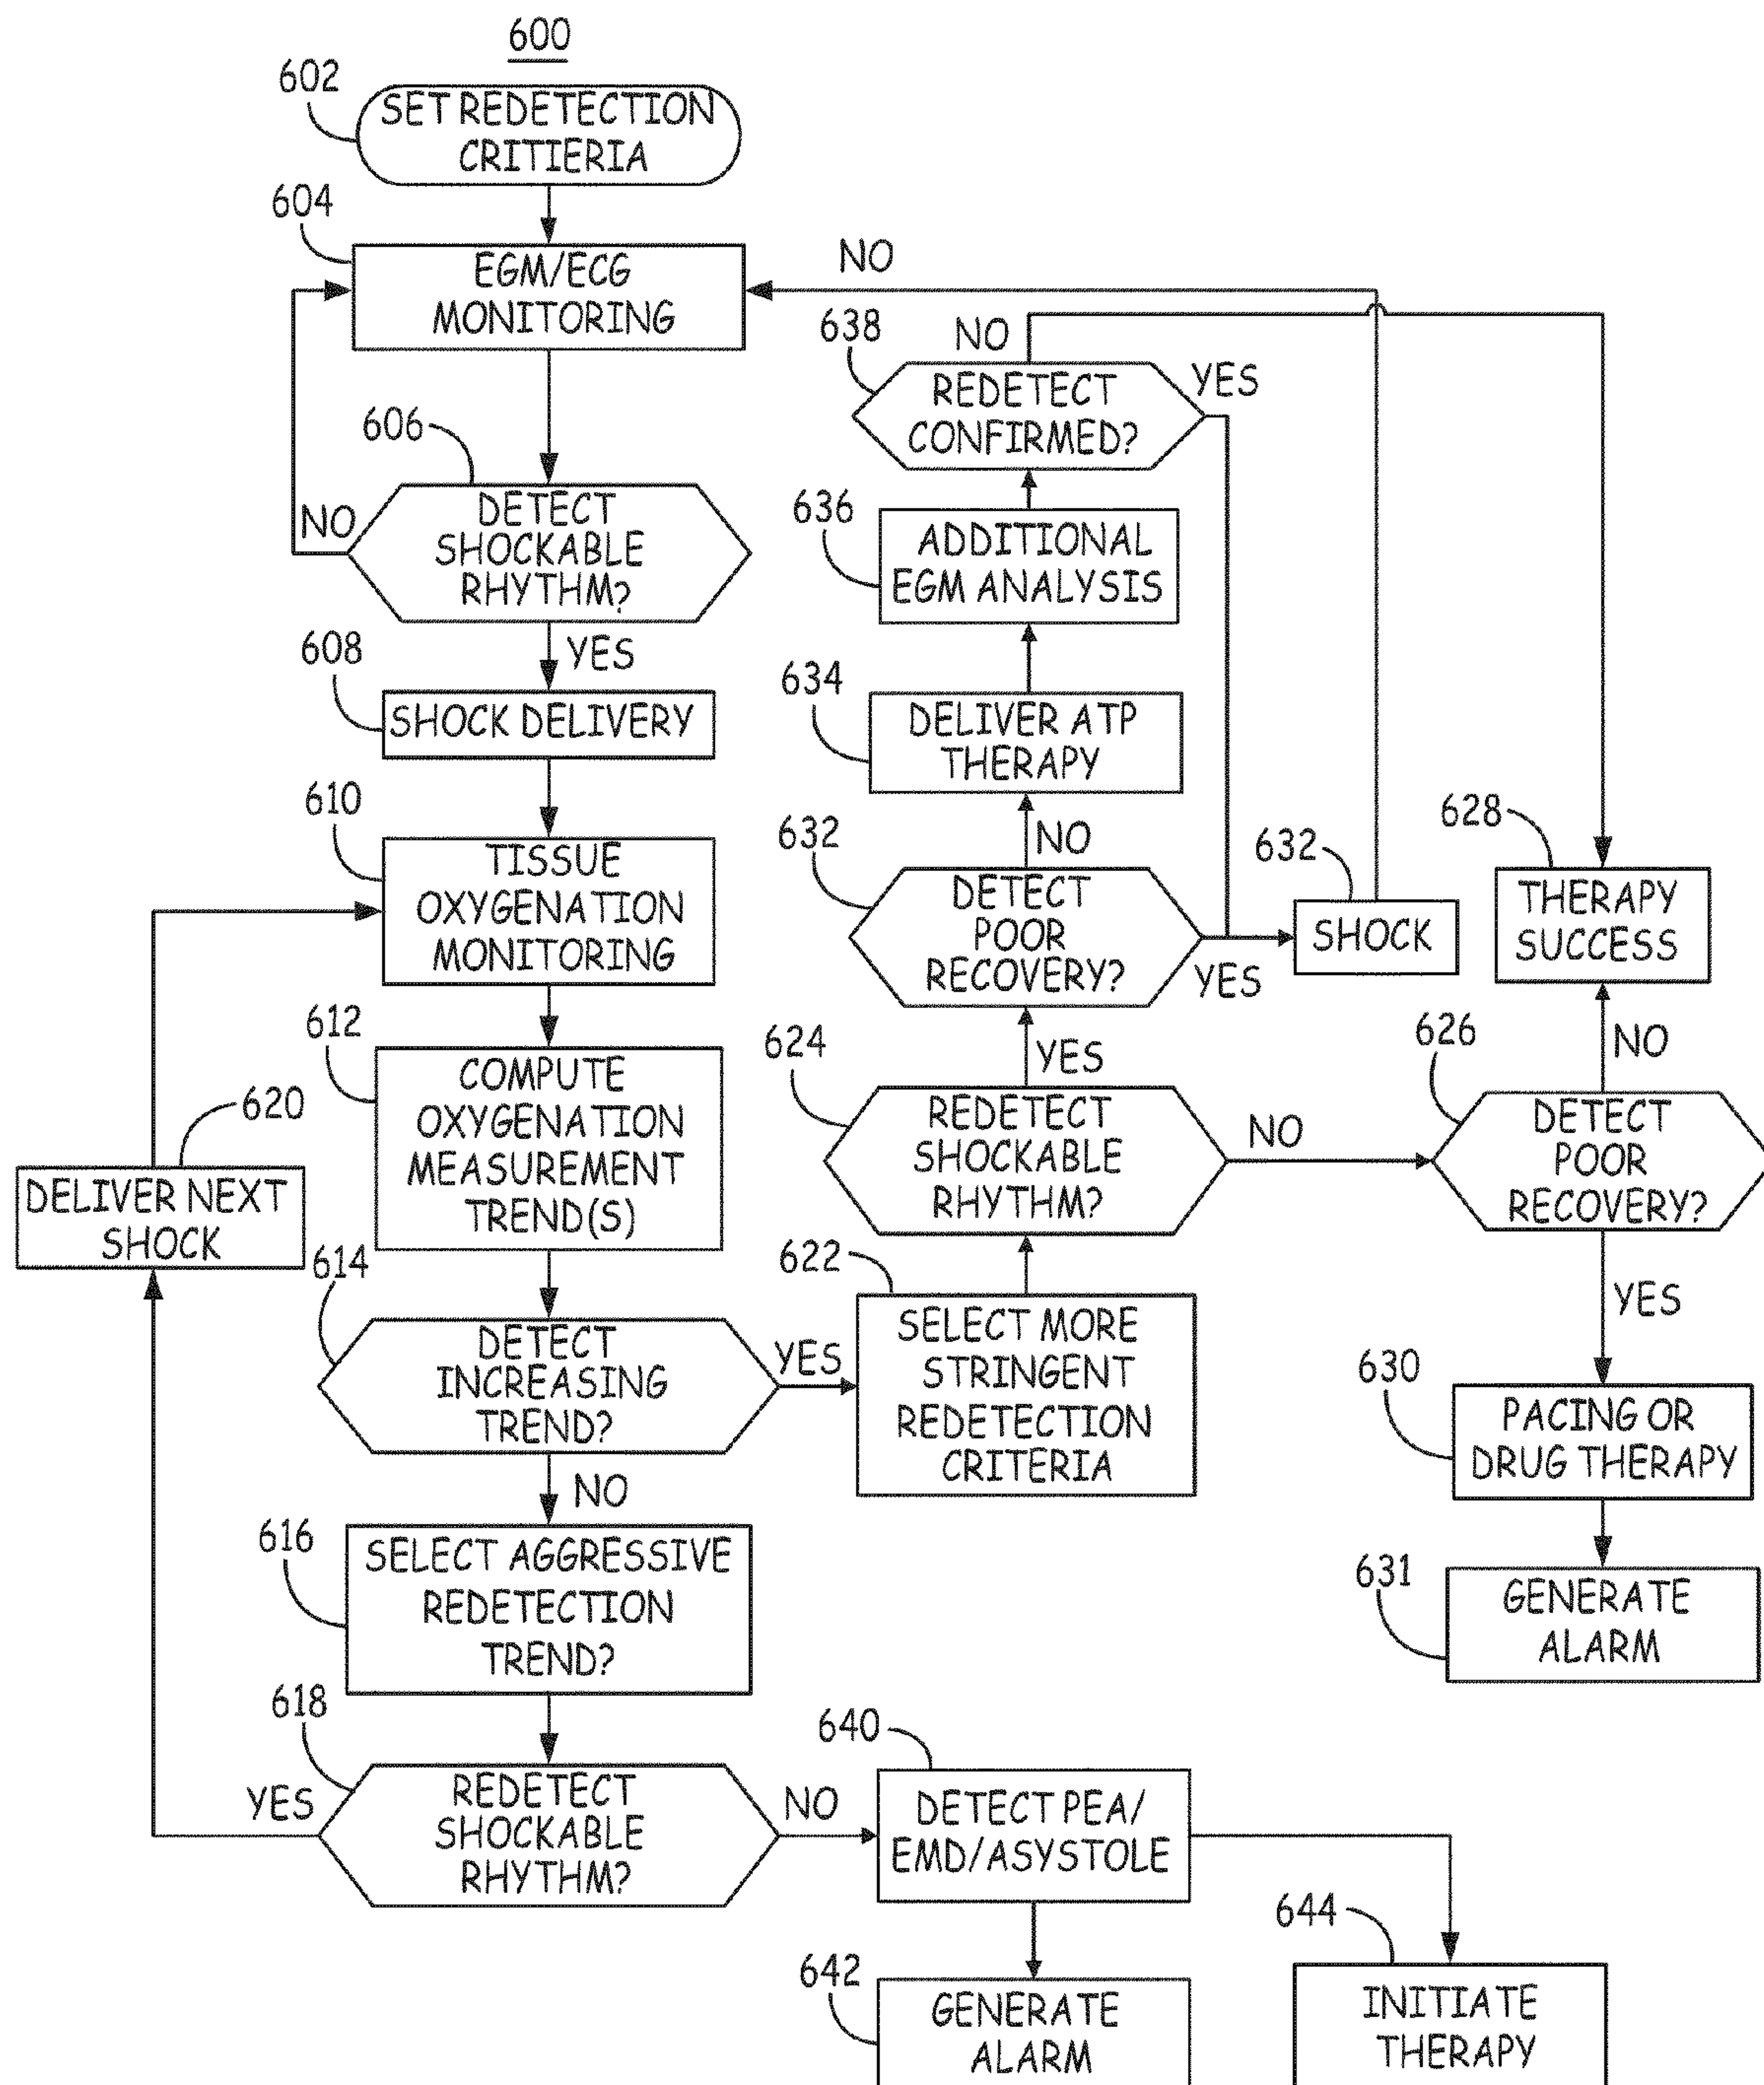 600
602
SET REDETECTION
CRITIERIA
604
EGM/ECG
MONITORING
NO
606
DETECT
SHOCKABLE
RHYTHM?
NO
YES
608
SHOCK DELIVERY
610
TISSUE
OXYGENATION
MONITORING
612
COMPUTE
OXYGENATION
MEASUREMENT
TREND(S)
620
DELIVER NEXT
SHOCK
614
DETECT
INCREASING
TREND?
YES
NO
616
SELECT AGGRESSIVE
REDETECTION
TREND?
618
REDETECT
SHOCKABLE
RHYTHM?
YES
NO
622
SELECT MORE
STRINGENT
REDETECTION
CRITERIA
624
REDETECT
SHOCKABLE
RHYTHM?
YES
NO
632
DETECT
POOR
RECOVERY?
NO
YES
634
DELIVER ATP
THERAPY
636
ADDITIONAL
EGM ANALYSIS
638
REDETECT
CONFIRMED?
NO
YES
632
SHOCK
628
THERAPY
SUCCESS
626
DETECT
POOR
RECOVERY?
NO
YES
630
PACING OR
DRUG THERAPY
631
GENERATE
ALARM
640
DETECT PEA/
EMD/ASYSTOLE
642
GENERATE
ALARM
644
INITIATE
THERAPY